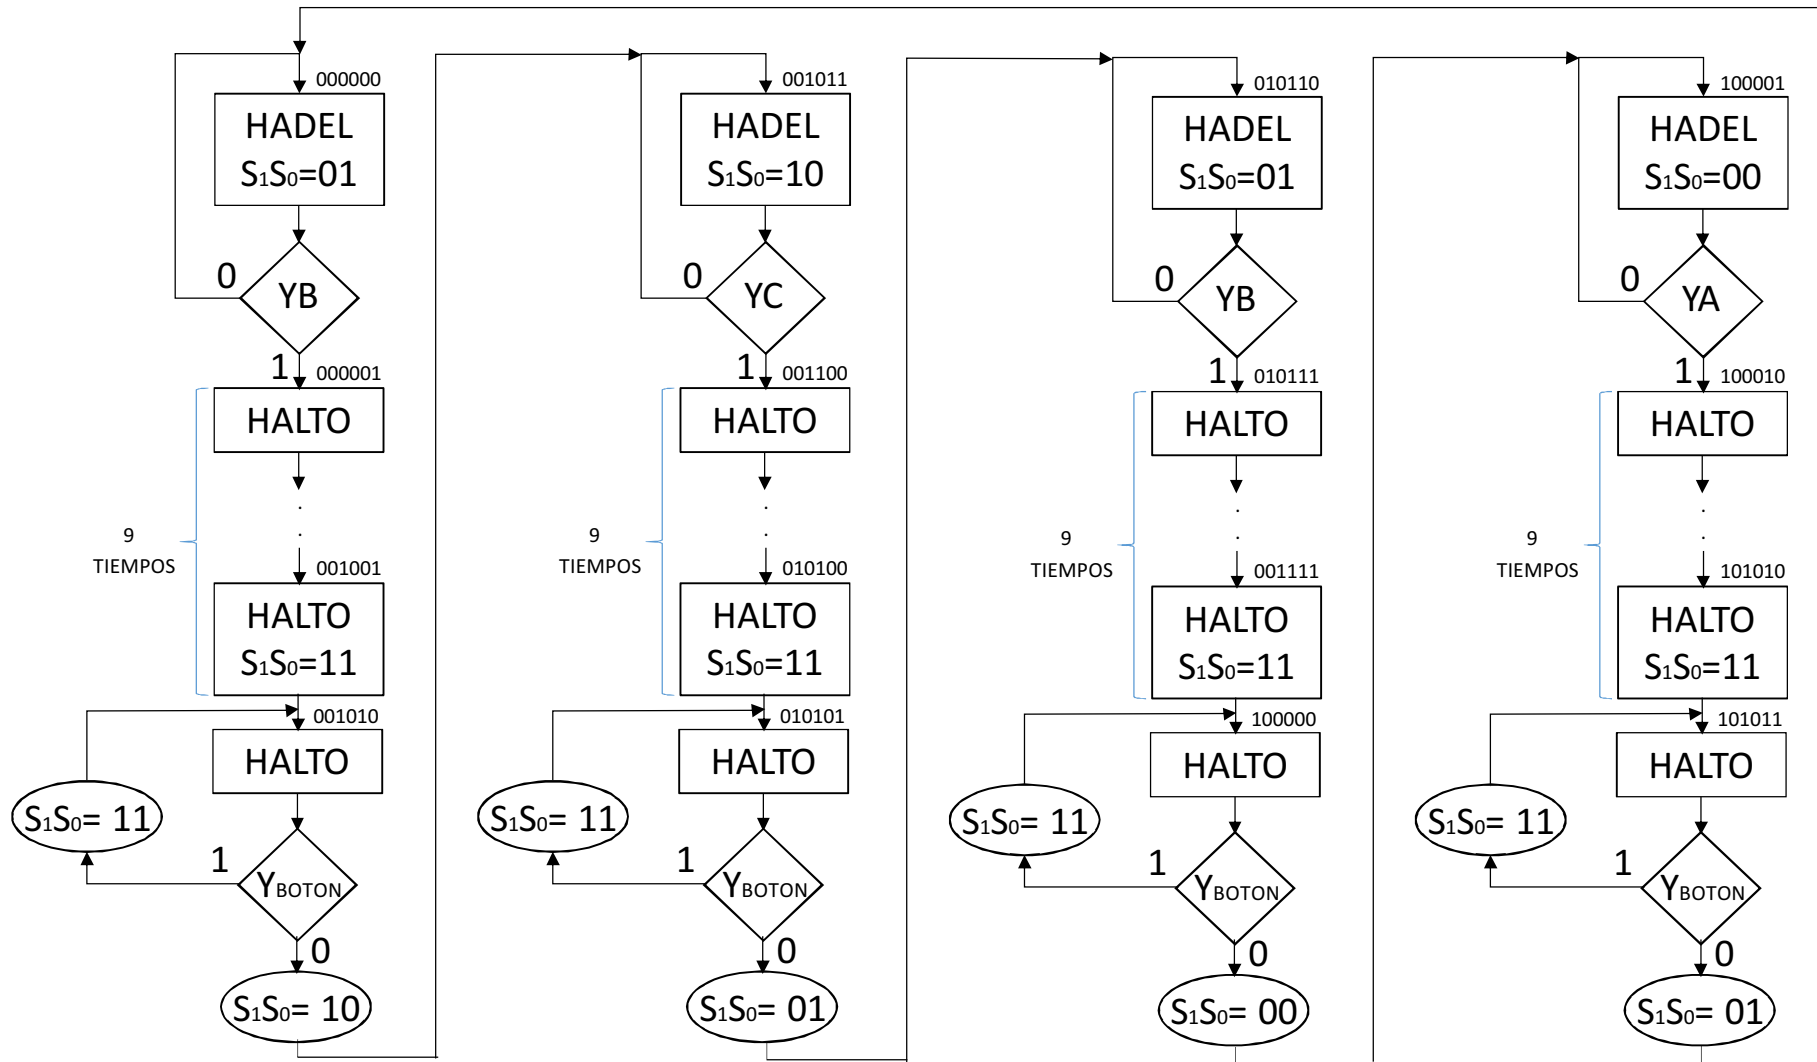 000000
HADEL
S₁S₀=01
0
YB
1
000001
HALTO
.
.
9
TIEMPOS
001001
HALTO
S₁S₀=11
001010
HALTO
S₁S₀= 11
1
YBOTON
0
S₁S₀= 10
001011
HADEL
S₁S₀=10
0
YC
1
001100
HALTO
.
.
9
TIEMPOS
010100
HALTO
S₁S₀=11
010101
HALTO
S₁S₀= 11
1
YBOTON
0
S₁S₀= 01
010110
HADEL
S₁S₀=01
0
YB
1
010111
HALTO
.
.
9
TIEMPOS
001111
HALTO
S₁S₀=11
100000
HALTO
S₁S₀= 11
1
YBOTON
0
S₁S₀= 00
100001
HADEL
S₁S₀=00
0
YA
1
100010
HALTO
.
.
9
TIEMPOS
101010
HALTO
S₁S₀=11
101011
HALTO
S₁S₀= 11
1
YBOTON
0
S₁S₀= 01